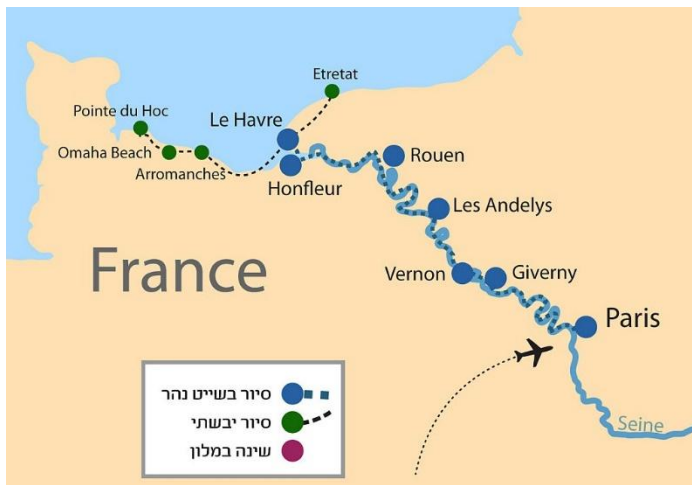 Etretat
Pointe du Hoc
Le Havre
Omaha Beach
Arromanches
Honfleur
Rouen
Les Andelys
France
Vernon
Giverny
Paris
סיור בשייט נהר
סיור יבשתי
שינה במלון
Seine